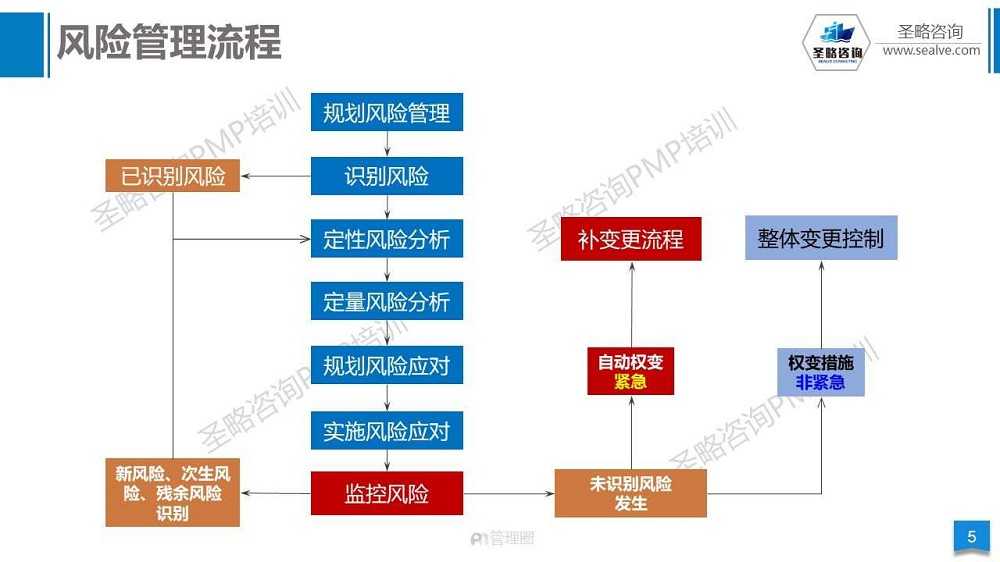 风险管理流程
圣略咨询
圣略咨询
www.sealve.com
规划风险管理
已识别风险
识别风险
定性风险分析
补变更流程
整体变更控制
定量风险分析
规划风险应对
自动权变
紧急
权变措施
非紧急
实施风险应对
新风险、次生风
险、残余风险
识别
监控风险
未识别风险
发生
管理圈
5
圣略咨询PMP培训
圣略咨询PMP培训
圣略咨询PMP培训
圣略咨询PMP培训